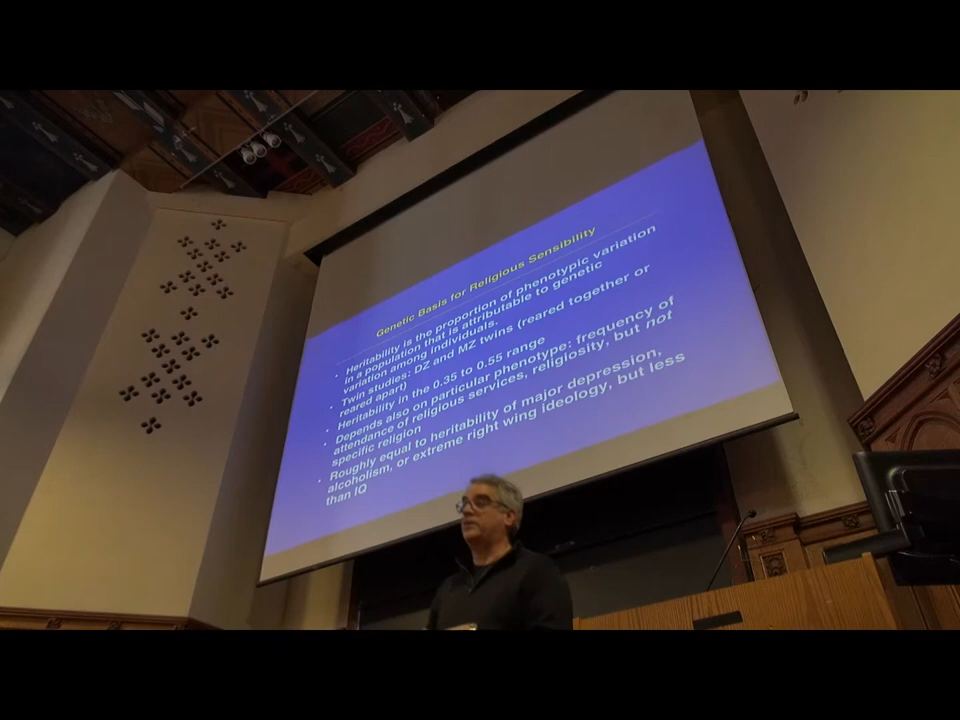 Genetic Basis for Religious Sensibility
• Heritability is the proportion of phenotypic variation
in a population that is attributable to genetic
variation among individuals.
• Twin studies: DZ and MZ twins (reared together or
reared apart)
• Heritability in the 0.35 to 0.55 range
• Depends also on particular phenotype: frequency of
attendance of religious services, religiosity, but not
specific religion
• Roughly equal to heritability of major depression,
alcoholism, or extreme right wing ideology, but less
than IQ